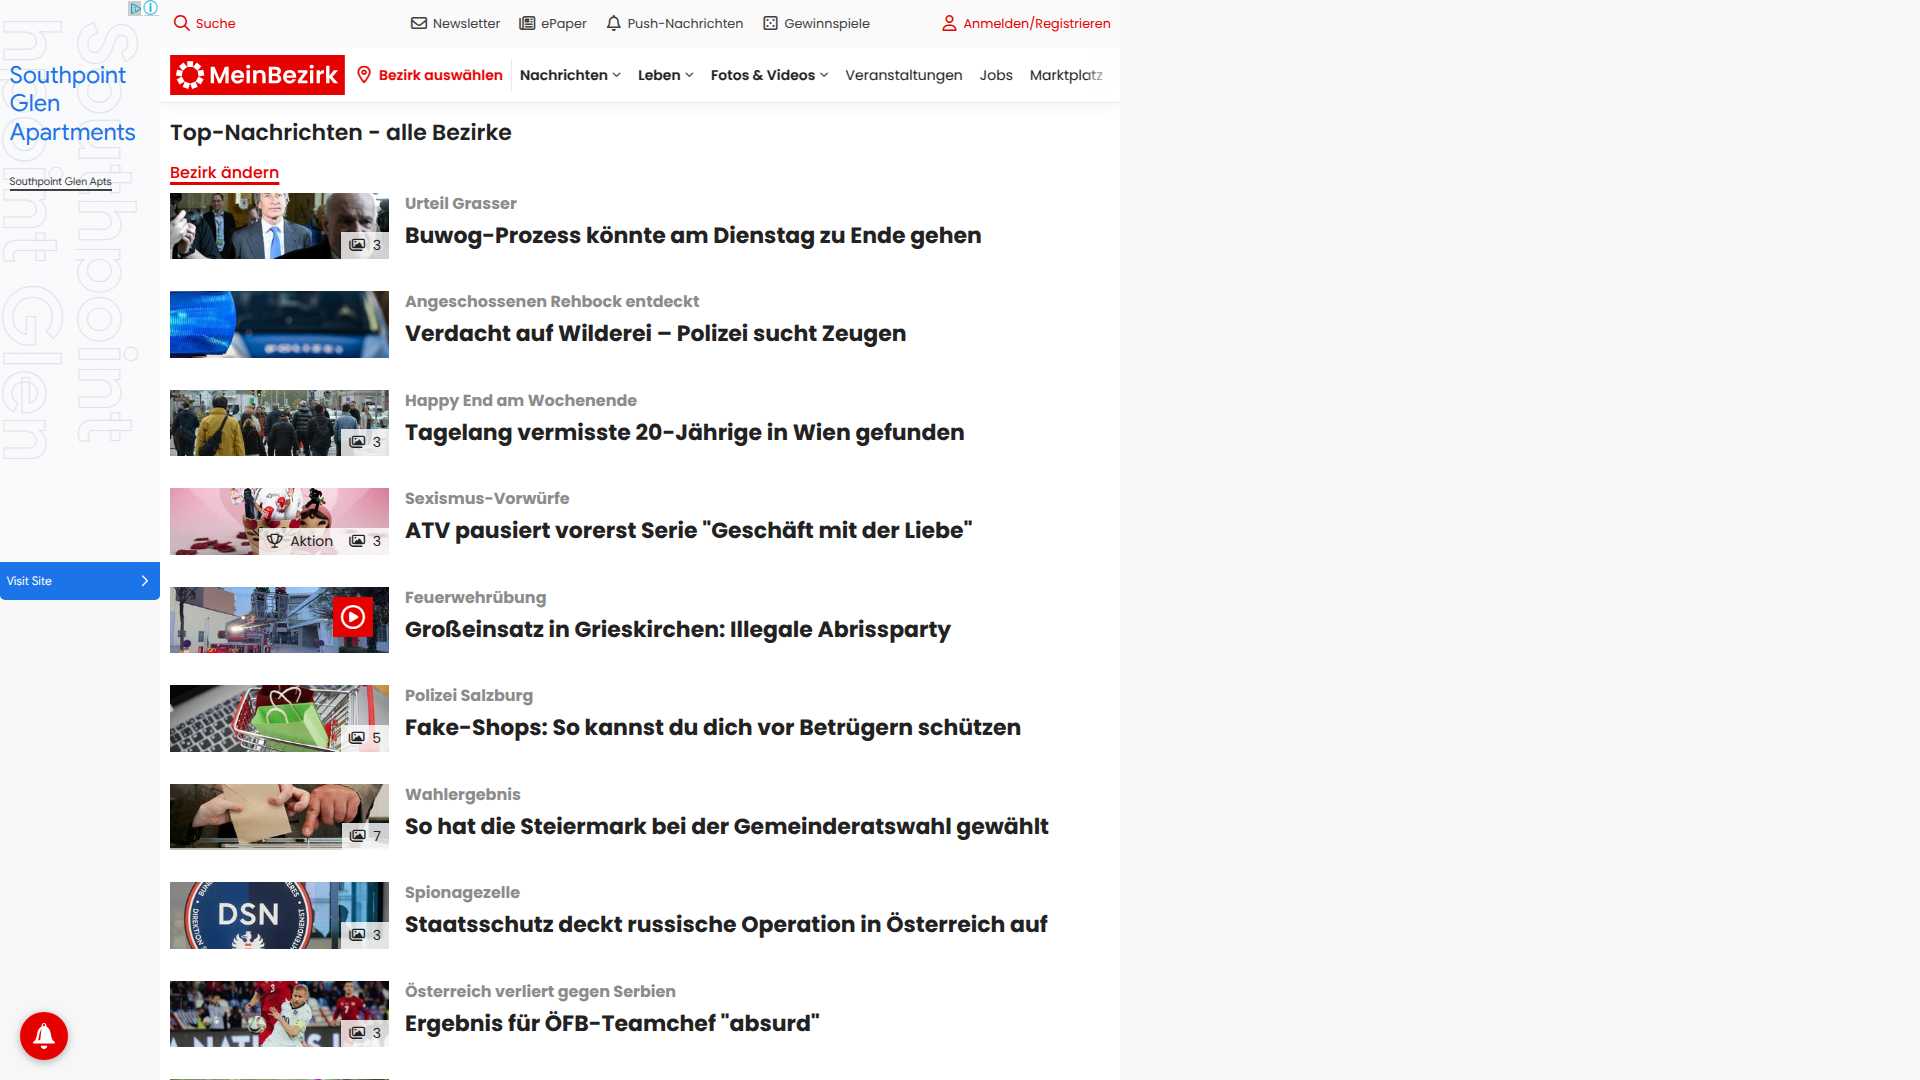 Suche
Newsletter
ePaper
Push-Nachrichten
Gewinnspiele
Anmelden/Registrieren
MeinBezirk
Bezirk auswählen
Nachrichten
Leben
Fotos & Videos
Veranstaltungen
Jobs
Marktplatz
Southpoint
Glen
Apartments
Southpoint Glen Apts
Southpoint
Southpoint Glen
Visit Site
Top-Nachrichten - alle Bezirke
Bezirk ändern
3
Urteil Grasser
Buwog-Prozess könnte am Dienstag zu Ende gehen
Angeschossenen Rehbock entdeckt
Verdacht auf Wilderei – Polizei sucht Zeugen
3
Happy End am Wochenende
Tagelang vermisste 20-Jährige in Wien gefunden
Aktion
3
Sexismus-Vorwürfe
ATV pausiert vorerst Serie "Geschäft mit der Liebe"
Feuerwehrübung
Großeinsatz in Grieskirchen: Illegale Abrissparty
5
Polizei Salzburg
Fake-Shops: So kannst du dich vor Betrügern schützen
7
Wahlergebnis
So hat die Steiermark bei der Gemeinderatswahl gewählt
DSN
3
Spionagezelle
Staatsschutz deckt russische Operation in Österreich auf
3
Österreich verliert gegen Serbien
Ergebnis für ÖFB-Teamchef "absurd"